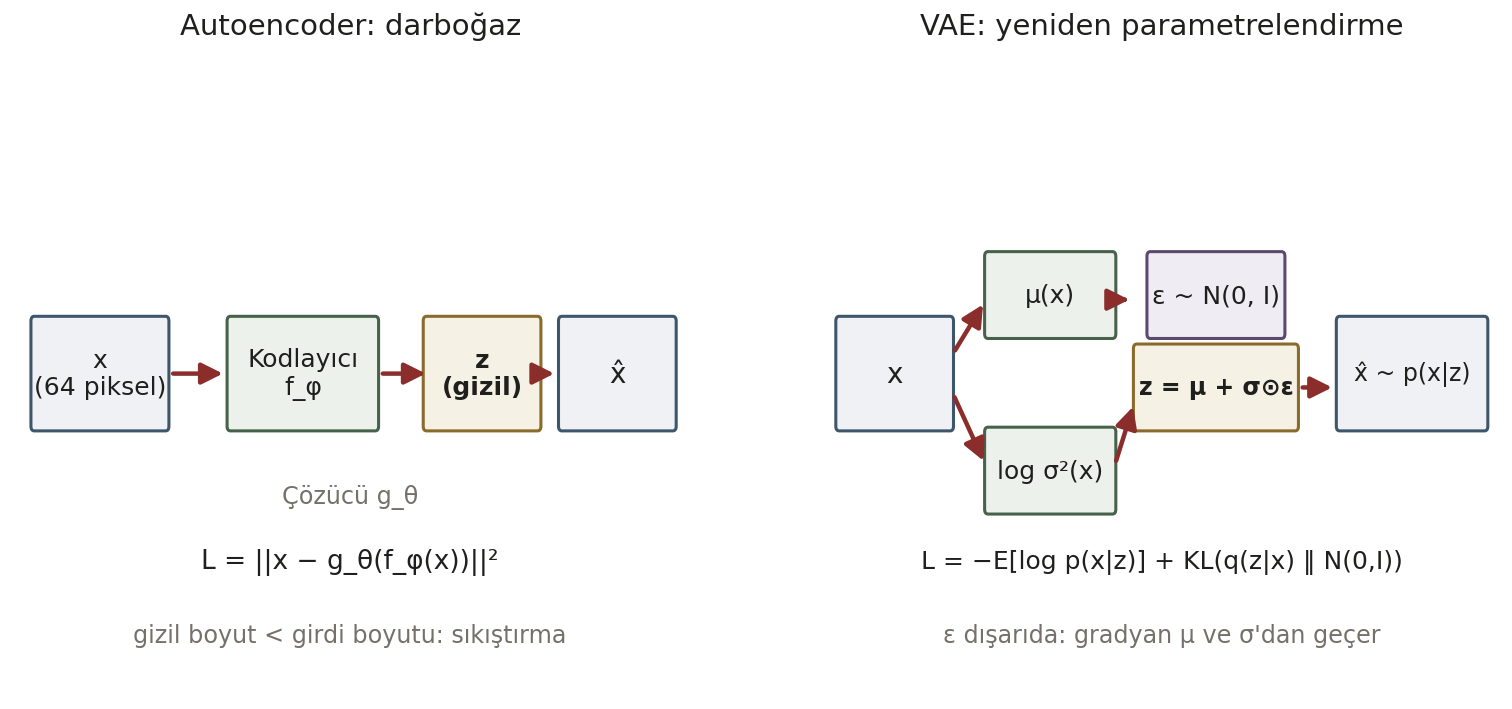 Autoencoder: darboğaz
x
(64 piksel)
Kodlayıcı
f_φ
z
(gizil)
x̂
Çözücü g_θ
L = ||x − g_θ(f_φ(x))||²
gizil boyut < girdi boyutu: sıkıştırma
VAE: yeniden parametrelendirme
x
μ(x)
log σ²(x)
ε ~ N(0, I)
z = μ + σ⊙ε
x̂ ~ p(x|z)
L = −E[log p(x|z)] + KL(q(z|x) ‖ N(0,I))
ε dışarıda: gradyan μ ve σ'dan geçer